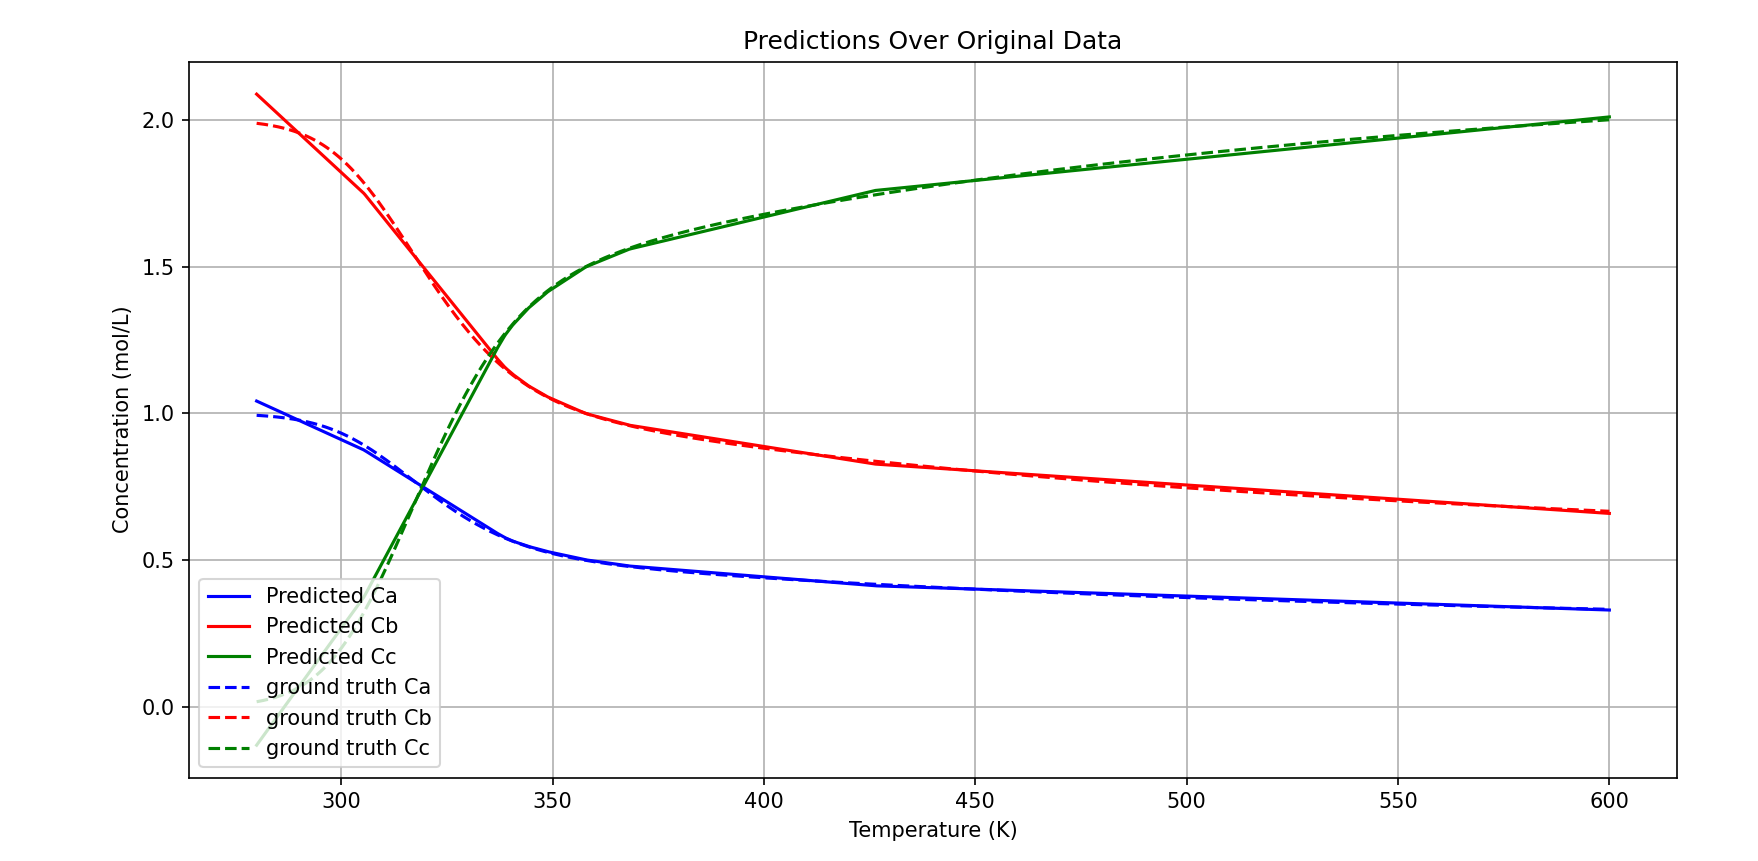 Predictions Over Original Data
Concentration (mol/L)
2.0
1.5
1.0
0.5
0.0
Predicted Ca
Predicted Cb
Predicted Cc
ground truth Ca
ground truth Cb
ground truth Cc
300
350
400
450
500
550
600
Temperature (K)